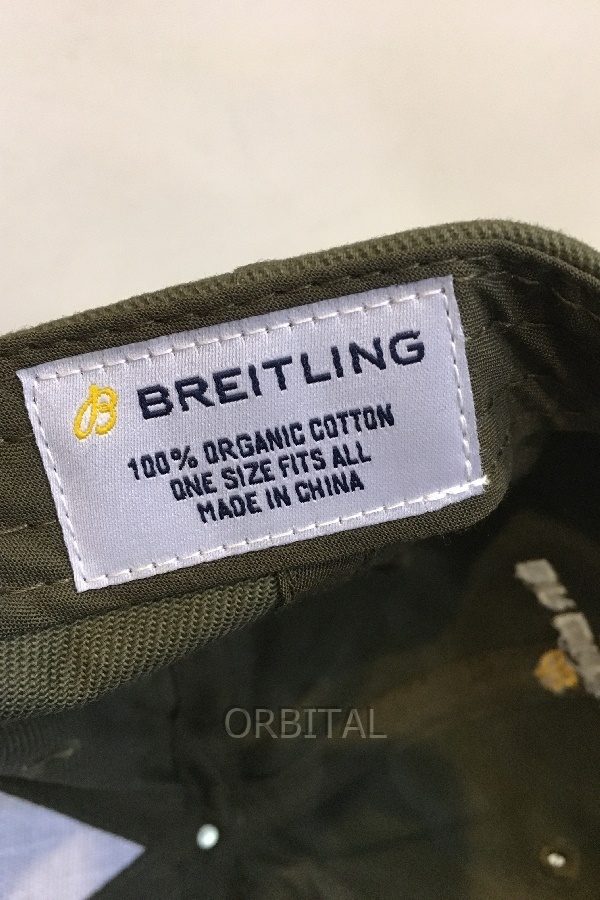 B BREITLING
100% ORGANIC COTTON
ONE SIZE FITS ALL
MADE IN CHINA
ORBITAL